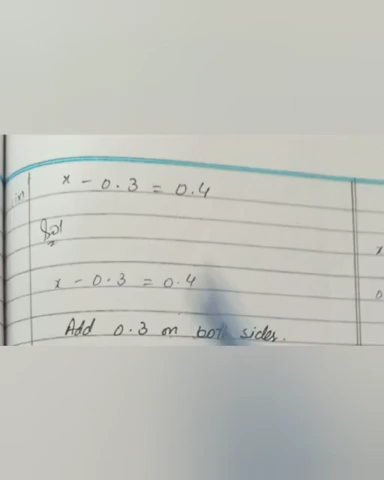 x - 0.3 = 0.4
Sol
x - 0.3 = 0.4
Add 0.3 on both sides.